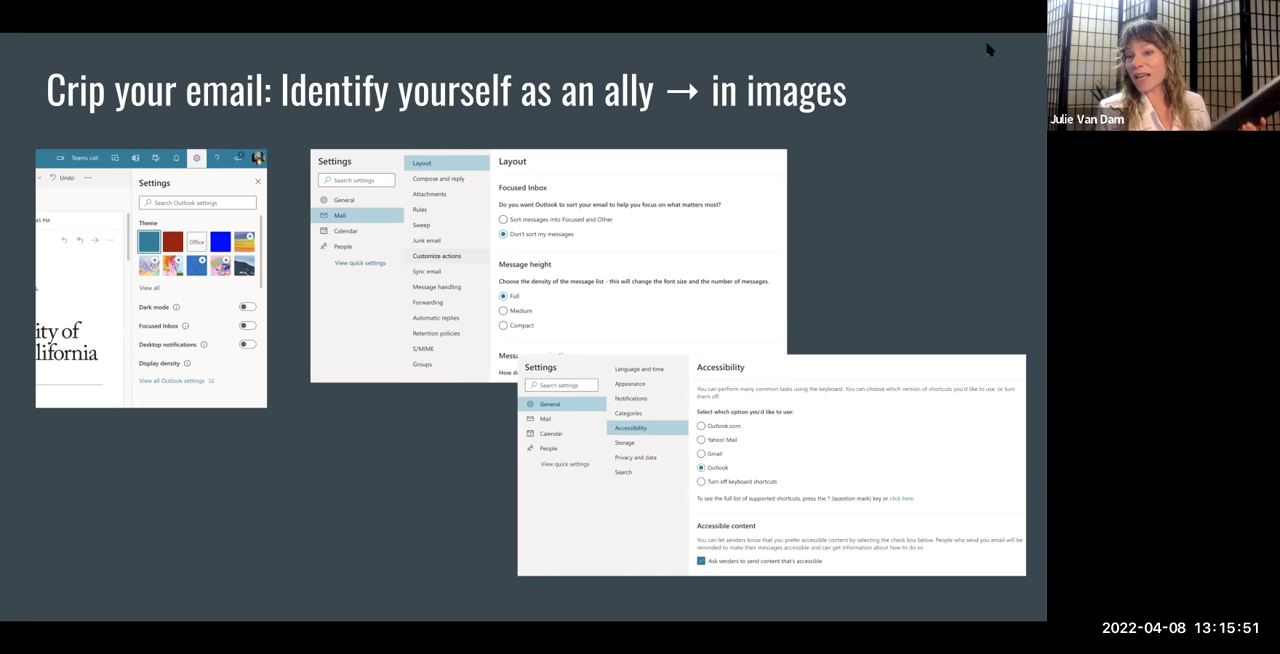 Crip your email: Identify yourself as an ally → in images
Julie Van Dam
Teams call
?
Undo
···
Settings
Search Outlook settings
45 PM
Theme
Office
View all
Dark mode
Focused Inbox
Desktop notifications
Display density
View all Outlook settings
ity of
lifornia
Settings
Search settings
General
Mail
Calendar
People
View quick settings
Layout
Compose and reply
Attachments
Rules
Sweep
Junk email
Customize actions
Sync email
Message handling
Forwarding
Automatic replies
Retention policies
S/MIME
Groups
Layout
Focused Inbox
Do you want Outlook to sort your email to help you focus on what matters most?
Sort messages into Focused and Other
Don't sort my messages
Message height
Choose the density of the message list - this will change the font size and the number of messages.
Full
Medium
Compact
Settings
Search settings
General
Mail
Calendar
People
View quick settings
Language and time
Appearance
Notifications
Categories
Accessibility
Storage
Privacy and data
Search
Accessibility
You can perform many common tasks using the keyboard. You can choose which version of shortcuts you'd like to use, or turn
them off.
Select which option you'd like to use:
Outlook.com
Yahoo! Mail
Gmail
Outlook
Turn off keyboard shortcuts
To see the full list of supported shortcuts, press the ? (question mark) key or click here.
Accessible content
You can let senders know that you prefer accessible content by selecting the check box below. People who send you email will be
reminded to make their messages accessible and can get information about how to do so.
Ask senders to send content that's accessible
2022-04-08 13:15:51